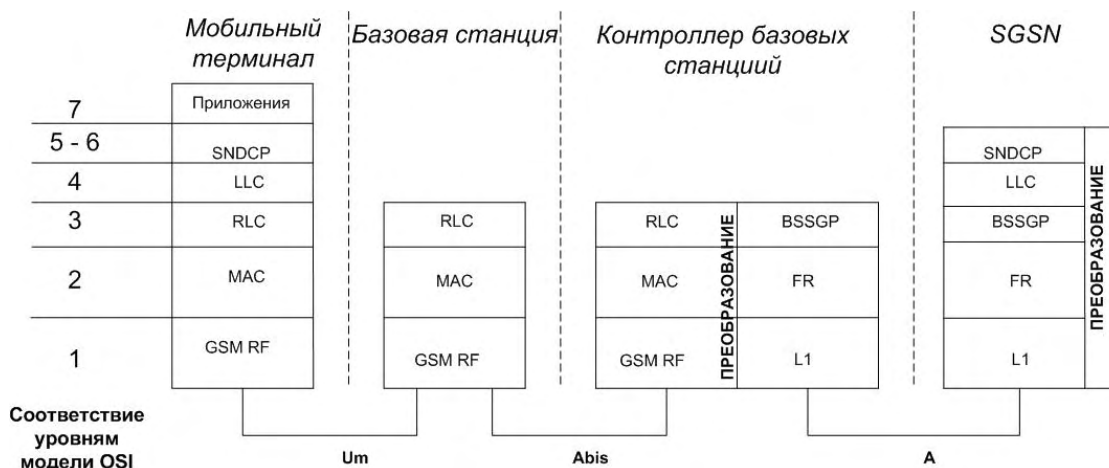 Мобильный
терминал
Базовая станция
Контроллер базовых
станциий
SGSN
7
Приложения
5 - 6
SNDCP
SNDCP
4
LLC
LLC
3
RLC
RLC
RLC
BSSGP
BSSGP
2
MAC
MAC
MAC
FR
FR
1
GSM RF
GSM RF
GSM RF
L1
L1
ПРЕОБРАЗОВАНИЕ
ПРЕОБРАЗОВАНИЕ
Соответствие
уровням
модели OSI
Um
Abis
A